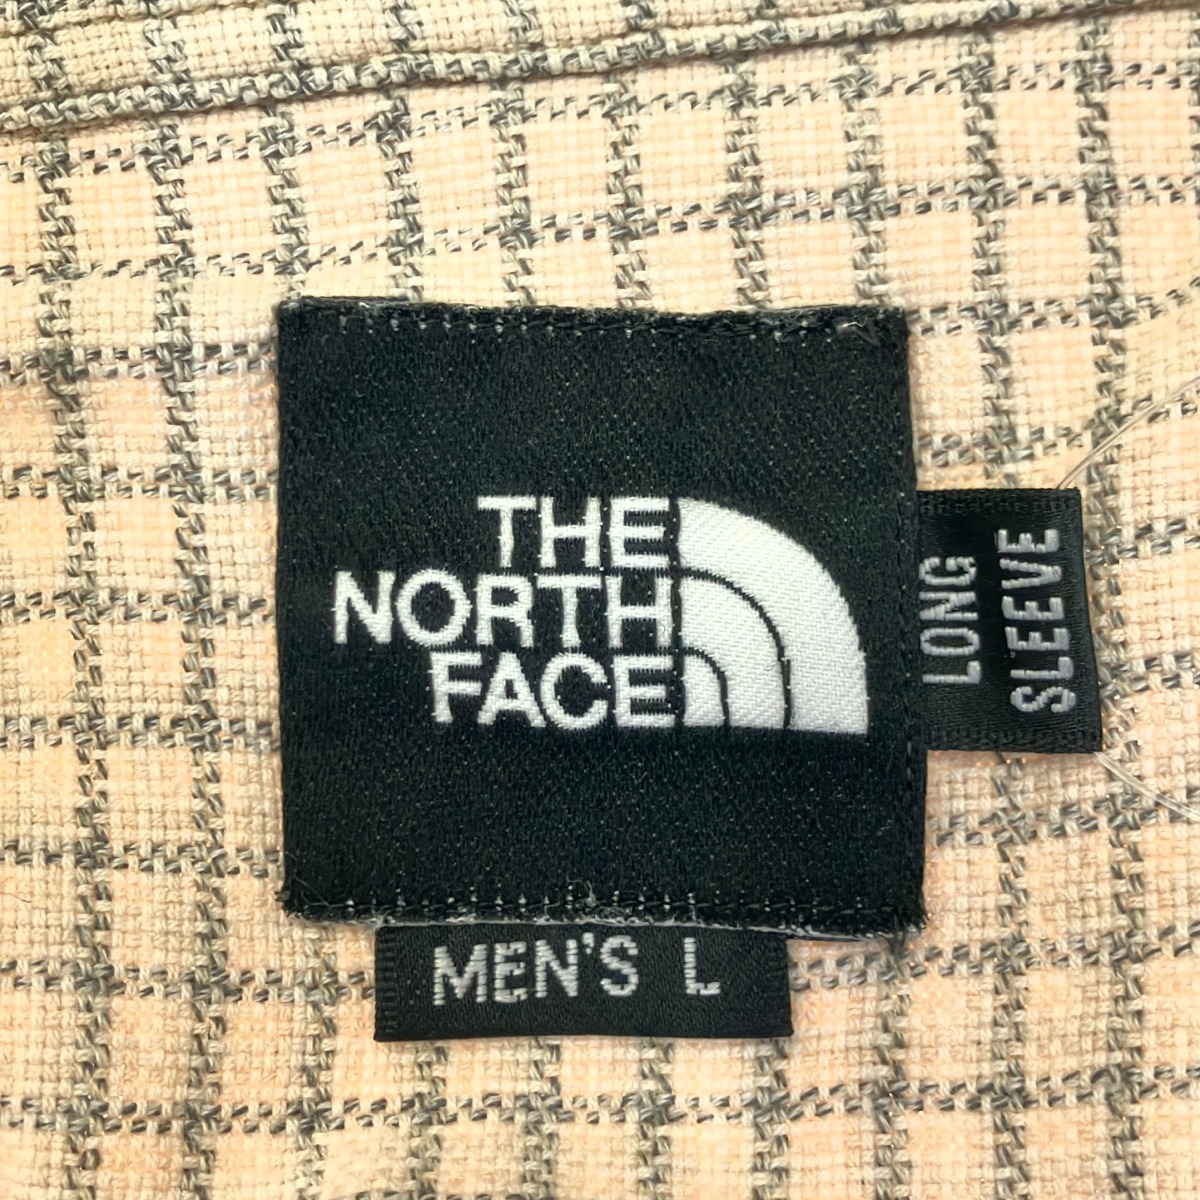 THE
NORTH
FACE
LONG
SLEEVE
MEN'S L